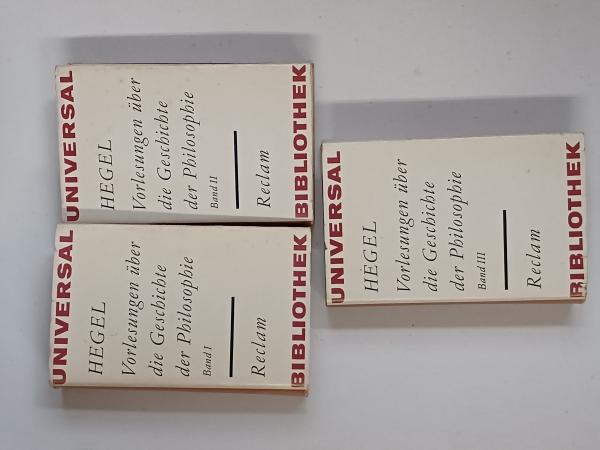 UNIVERSAL
HEGEL
Vorlesungen über
die Geschichte
der Philosophie
Band II
Reclam
BIBLIOTHEK
UNIVERSAL
HEGEL
Vorlesungen über
die Geschichte
der Philosophie
Band I
Reclam
BIBLIOTHEK
UNIVERSAL
HEGEL
Vorlesungen über
die Geschichte
der Philosophie
Band III
Reclam
BIBLIOTHEK